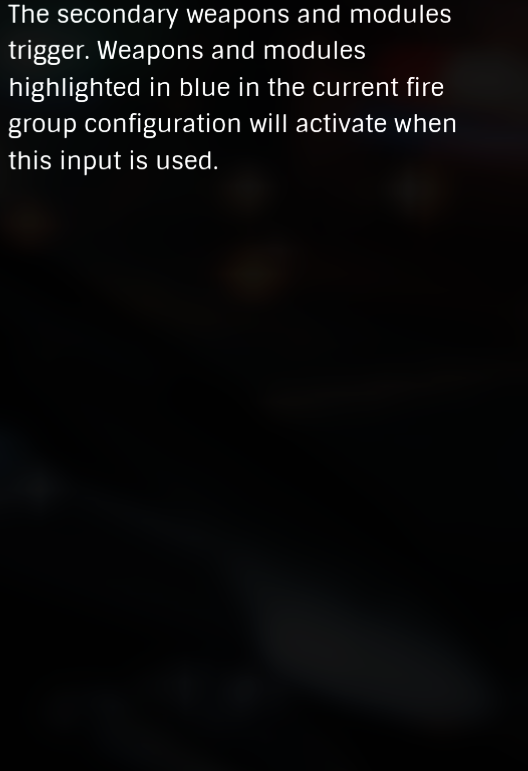 The secondary weapons and modules
trigger. Weapons and modules
highlighted in blue in the current fire
group configuration will activate when
this input is used.